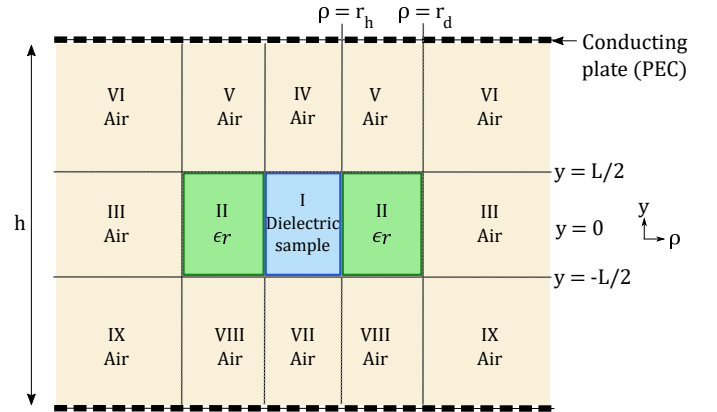 ρ = r_h ρ = r_d
Conducting
plate (PEC)
VI
Air
V
Air
IV
Air
V
Air
VI
Air
y = L/2
h
III
Air
II
ϵr
I
Dielectric
sample
II
ϵr
III
Air
y = 0
y
ρ
y = -L/2
IX
Air
VIII
Air
VII
Air
VIII
Air
IX
Air